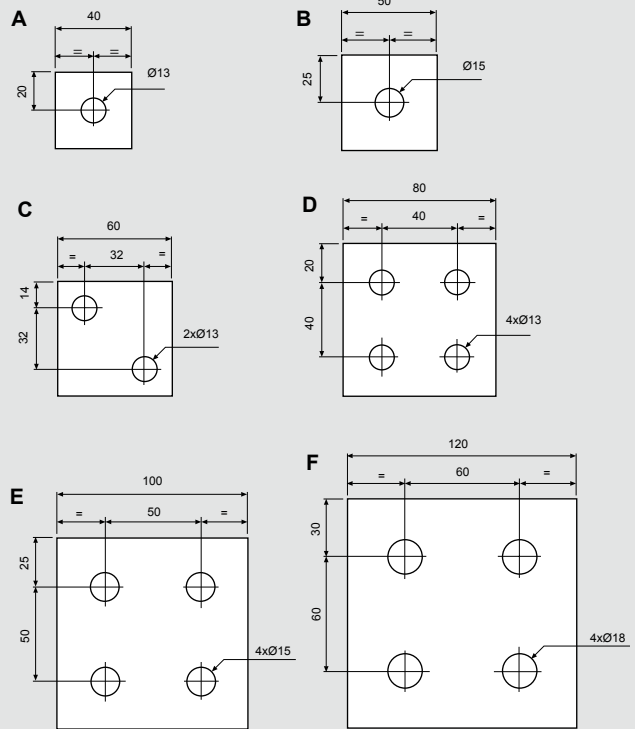 A
40
= =
20
Ø13
B
50
= =
25
Ø15
C
60
= 32 =
14
32
2xØ13
D
80
= 40 =
20
40
4xØ13
E
100
= 50 =
25
50
4xØ15
F
120
= 60 =
30
60
4xØ18